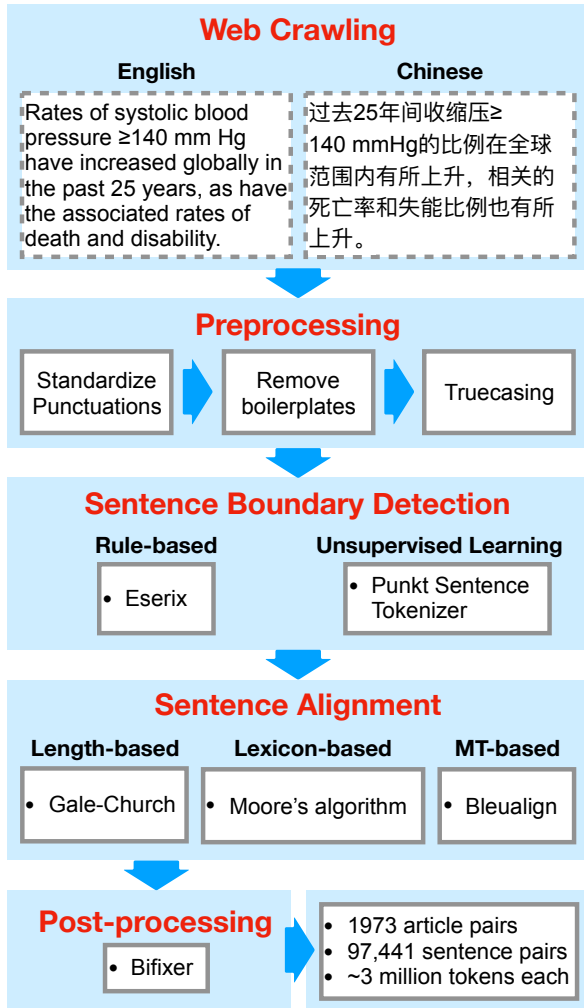 Web Crawling
English
Rates of systolic blood
pressure ≥140 mm Hg
have increased globally in
the past 25 years, as have
the associated rates of
death and disability.
Chinese
过去25年间收缩压≥
140 mmHg的比例在全球
范围内有所上升，相关的
死亡率和失能比例也有所
上升。
Preprocessing
Standardize
Punctuations
Remove
boilerplates
Truecasing
Sentence Boundary Detection
Rule-based
• Eserix
Unsupervised Learning
• Punkt Sentence
Tokenizer
Sentence Alignment
Length-based
• Gale-Church
Lexicon-based
• Moore's algorithm
MT-based
• Bleualign
Post-processing
• Bifixer
• 1973 article pairs
• 97,441 sentence pairs
• ~3 million tokens each